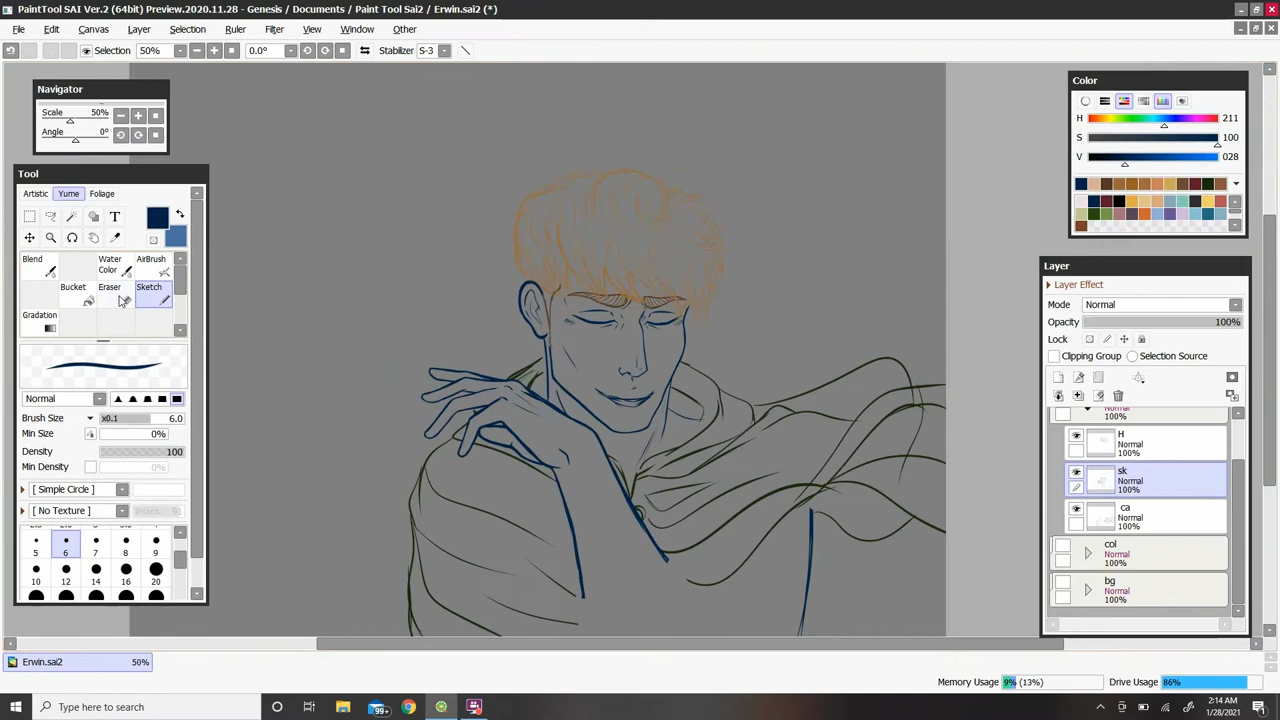 PaintTool SAI Ver.2 (64bit) Preview.2020.11.28 - Genesis / Documents / Paint Tool Sai2 / Erwin.sai2 (*)
File Edit Canvas Layer Selection Ruler Filter View Window Other
Selection 50% 0.0° Stabilizer S-3
Navigator
Scale 50%
Angle 0°
Tool
Artistic Yume Foliage
T
Blend Water Color AirBrush
Bucket Eraser Sketch
Gradation
Normal
Brush Size x0.1 6.0
Min Size 0%
Density 100
Min Density 0%
[ Simple Circle ]
[ No Texture ]
5 6 7 8 9
10 12 14 16 20
Color
H 211
S 100
V 028
Layer
Layer Effect
Mode Normal
Opacity 100%
Lock
Clipping Group Selection Source
Normal
100%
H
Normal
100%
sk
Normal
100%
ca
Normal
100%
col
Normal
100%
bg
Normal
100%
Erwin.sai2 50%
Memory Usage 9% (13%) Drive Usage 86%
Type here to search
99+
2:14 AM
1/28/2021
1